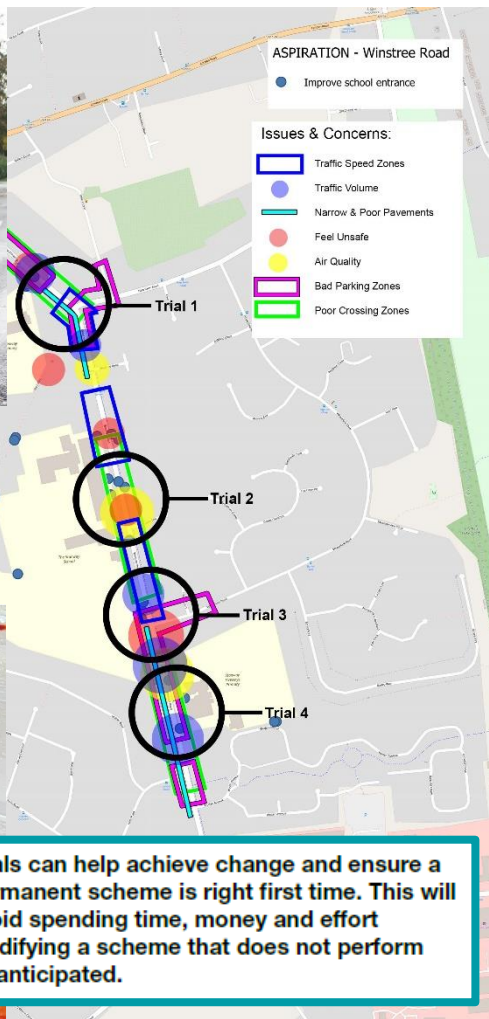 ASPIRATION - Winstree Road
Improve school entrance
Issues & Concerns:
Traffic Speed Zones
Traffic Volume
Narrow & Poor Pavements
Feel Unsafe
Air Quality
Bad Parking Zones
Poor Crossing Zones
Trial 1
Trial 2
Trial 3
Trial 4
als can help achieve change and ensure a
manent scheme is right first time. This will
oid spending time, money and effort
difying a scheme that does not perform
anticipated.